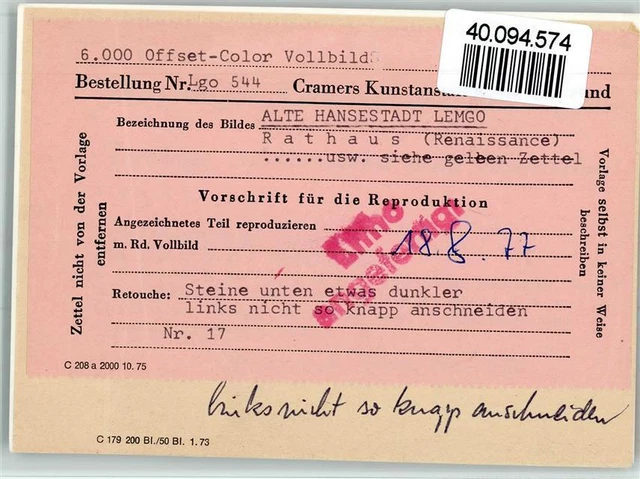 40.094.574
6.000 Offset-Color Vollbild
Bestellung Nr. Lgo 544 Cramers Kunstanst
Bezeichnung des Bildes ALTE HANSESTADT LEMGO
R a t h a u s (Renaissance)
......usw. siehe gelben Zettel
Vorschrift für die Reproduktion
Angezeichnetes Teil reproduzieren
m. Rd. Vollbild 18.8.77
Retouche: Steine unten etwas dunkler
links nicht so knapp anschneiden
Nr. 17
C 208 a 2000 10. 75
Zettel nicht von der Vorlage
entfernen
Vorlage selbst in keiner Weise
beschreiben
links nicht so knapp anschneiden
C 179 200 Bl./50 Bl. 1. 73